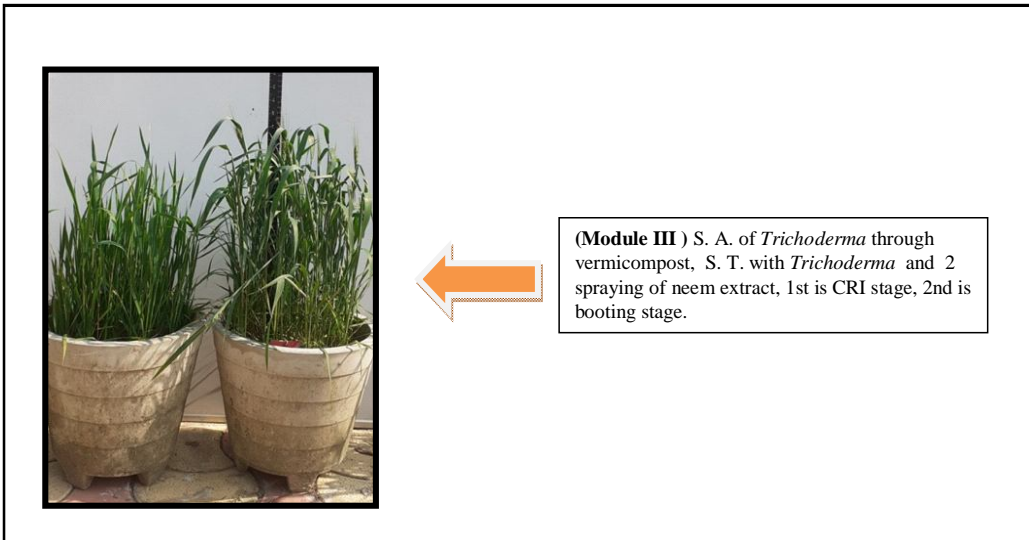 (Module III ) S. A. of Trichoderma through
vermicompost, S. T. with Trichoderma and 2
spraying of neem extract, 1st is CRI stage, 2nd is
booting stage.